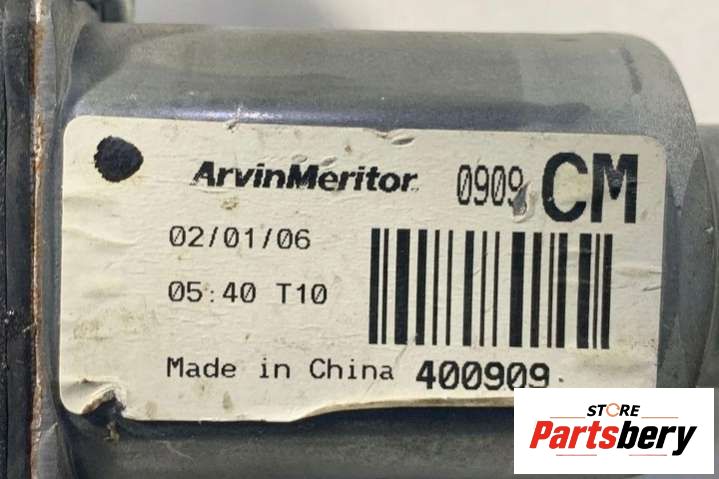 ArvinMeritor. 0909 CM
02/01/06
05:40 T10
Made in China 400909
STORE
Partsbery